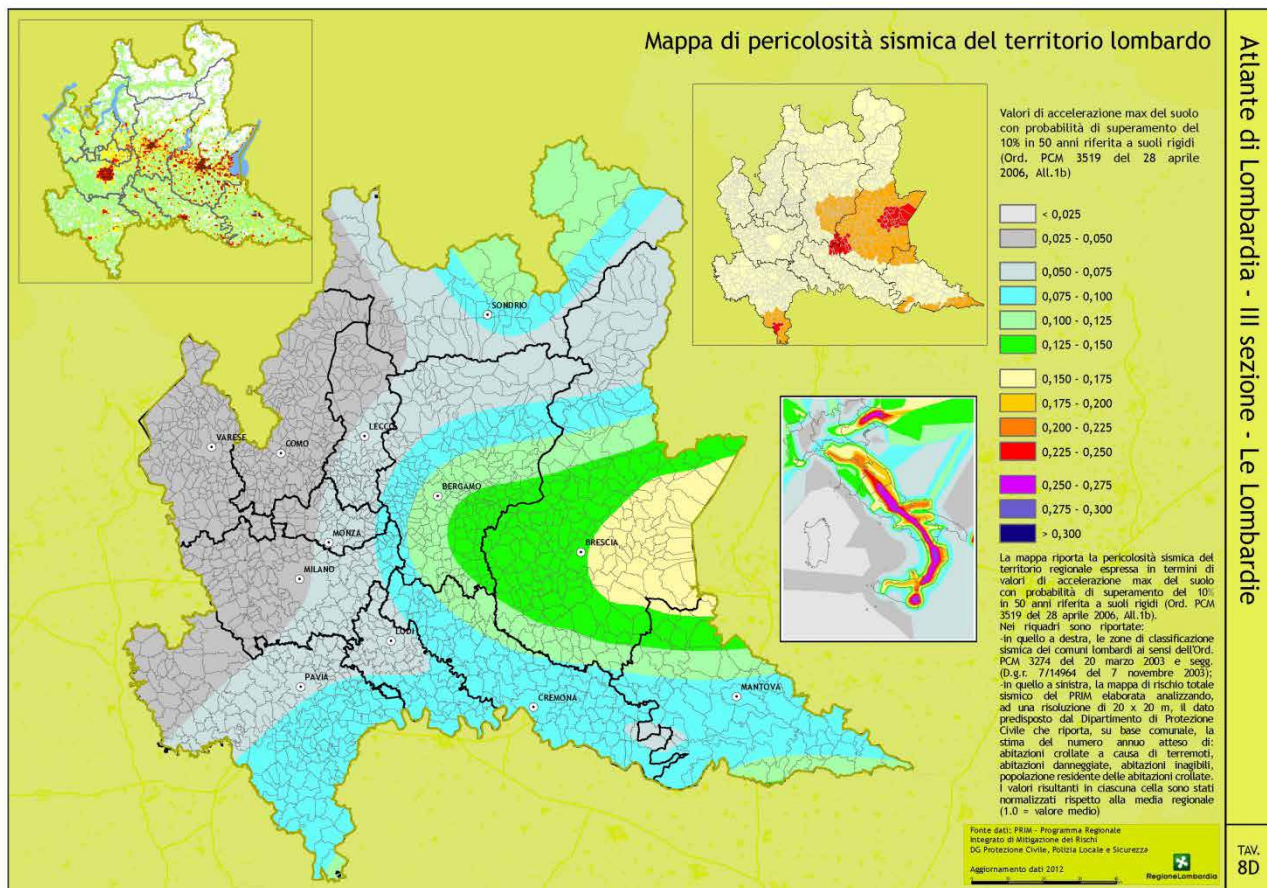 Mappa di pericolosità sismica del territorio lombardo
Atlante di Lombardia - III sezione - Le Lombardie
Valori di accelerazione max del suolo
con probabilità di superamento del
10% in 50 anni riferita a suoli rigidi
(Ord. PCM 3519 del 28 aprile
2006, All.1b)
< 0,025
0,025 - 0,050
0,050 - 0,075
0,075 - 0,100
0,100 - 0,125
0,125 - 0,150
0,150 - 0,175
0,175 - 0,200
0,200 - 0,225
0,225 - 0,250
0,250 - 0,275
0,275 - 0,300
> 0,300
SONDRIO
VARESE
COMO
LECCO
BERGAMO
MONZA
BRESCIA
MILANO
LODI
PAVIA
CREMONA
MANTOVA
La mappa riporta la pericolosità sismica del
territorio regionale espressa in termini di
valori di accelerazione max del suolo
con probabilità di superamento del 10%
in 50 anni riferita a suoli rigidi (Ord. PCM
3519 del 28 aprile 2006, All.1b).
Nei riquadri sono riportate:
-in quello a destra, le zone di classificazione
sismica dei comuni lombardi ai sensi dell'Ord.
PCM 3274 del 20 marzo 2003 e segg.
(D.g.r. 7/14964 del 7 novembre 2003);
-in quello a sinistra, la mappa di rischio totale
sismico del PRIM elaborata analizzando,
ad una risoluzione di 20 x 20 m, il dato
predisposto dal Dipartimento di Protezione
Civile che riporta, su base comunale, la
stima del numero annuo atteso di:
abitazioni crollate a causa di terremoti,
abitazioni danneggiate, abitazioni inagibili,
popolazione residente delle abitazioni crollate.
I valori risultanti in ciascuna cella sono stati
normalizzati rispetto alla media regionale
(1.0 = valore medio)
Fonte dati: PRIM - Programma Regionale
Integrato di Mitigazione dei Rischi
DG Protezione Civile, Polizia Locale e Sicurezza
Aggiornamento dati 2012
RegioneLombardia
TAV.
8D